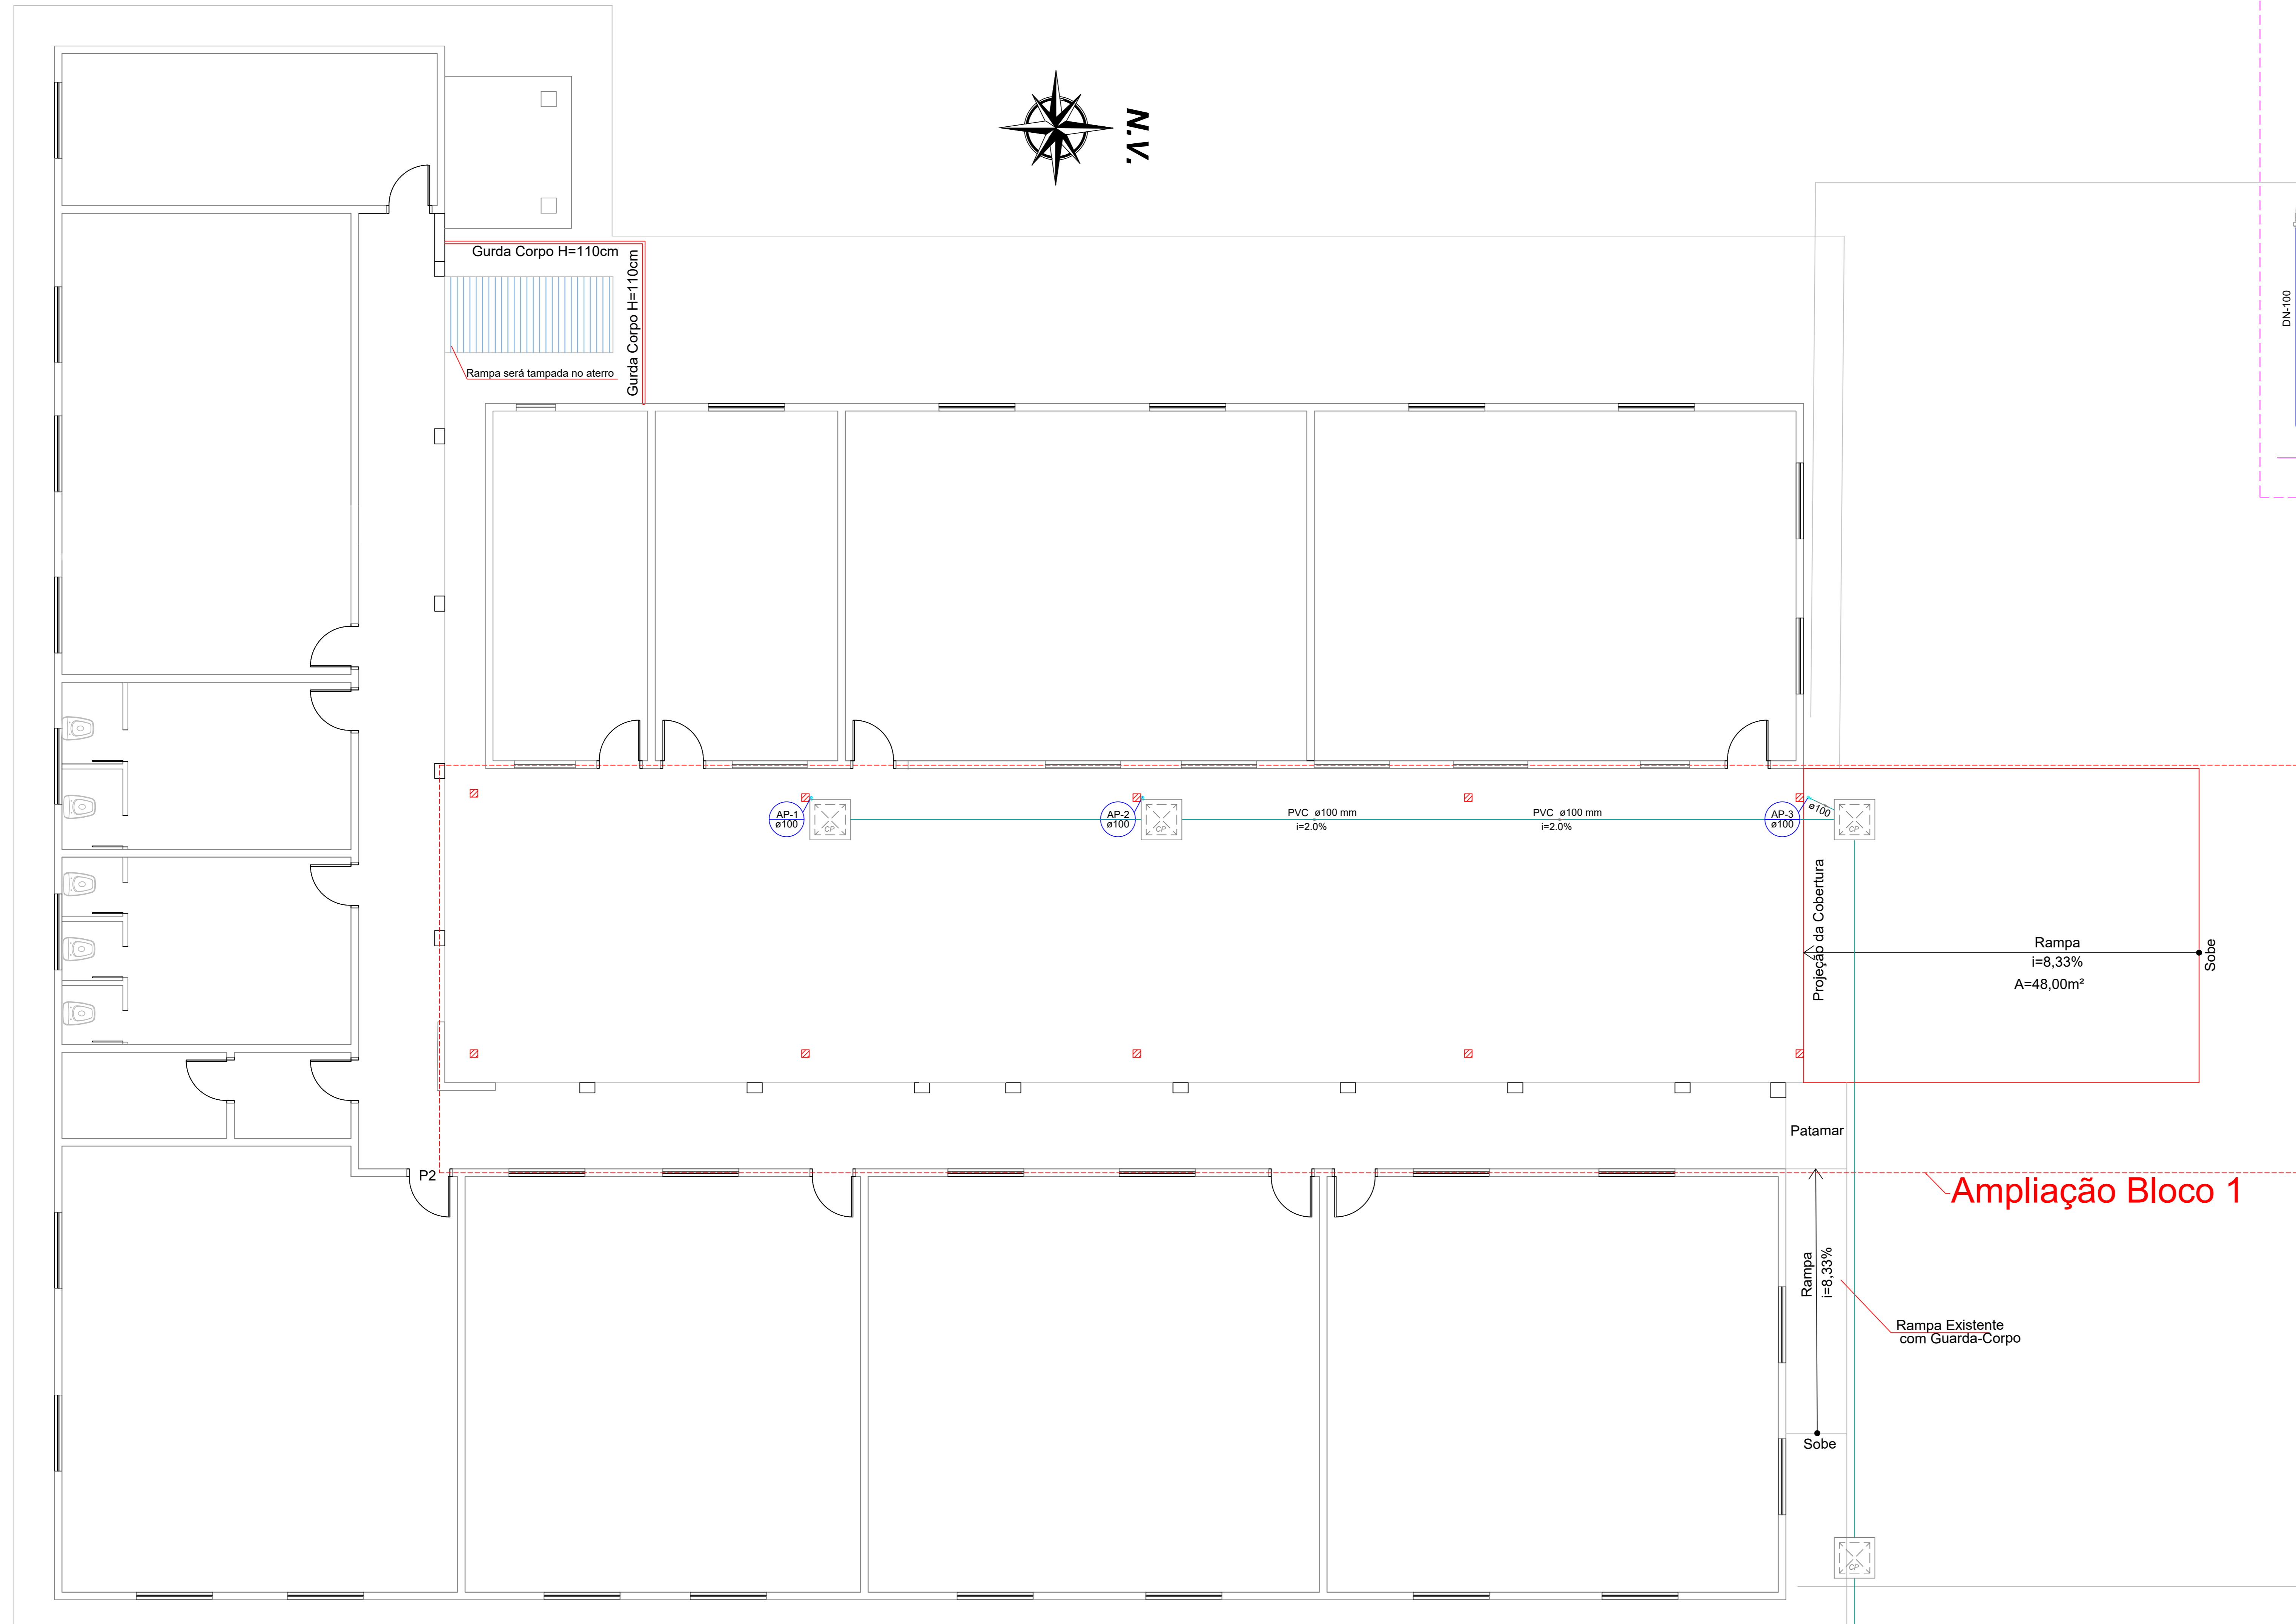 N.V.
Gurda Corpo H=110cm
Gurda Corpo H=110cm
DN-100
Rampa será tampada no aterro
AP-1
ø100
CP
AP-2
ø100
CP
PVC ø100 mm
i=2.0%
PVC ø100 mm
i=2.0%
AP-3
ø100
ø100
CP
Projeção da Cobertura
Rampa
i=8,33%
A=48,00m²
Sobe
Patamar
P2
Ampliação Bloco 1
Rampa
i=8,33%
Rampa Existente
com Guarda-Corpo
Sobe
CP